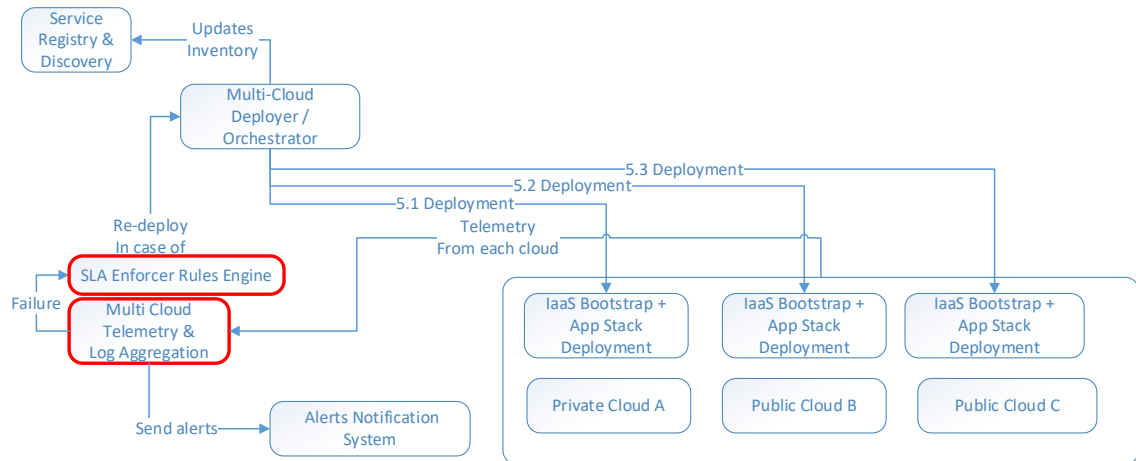 Service
Registry &
Discovery
Updates
Inventory
Multi-Cloud
Deployer /
Orchestrator
5.3 Deployment
5.2 Deployment
5.1 Deployment
Re-deploy
In case of
Telemetry
From each cloud
SLA Enforcer Rules Engine
Failure
Multi Cloud
Telemetry &
Log Aggregation
IaaS Bootstrap +
App Stack
Deployment
IaaS Bootstrap +
App Stack
Deployment
IaaS Bootstrap +
App Stack
Deployment
Private Cloud A
Public Cloud B
Public Cloud C
Send alerts
Alerts Notification
System